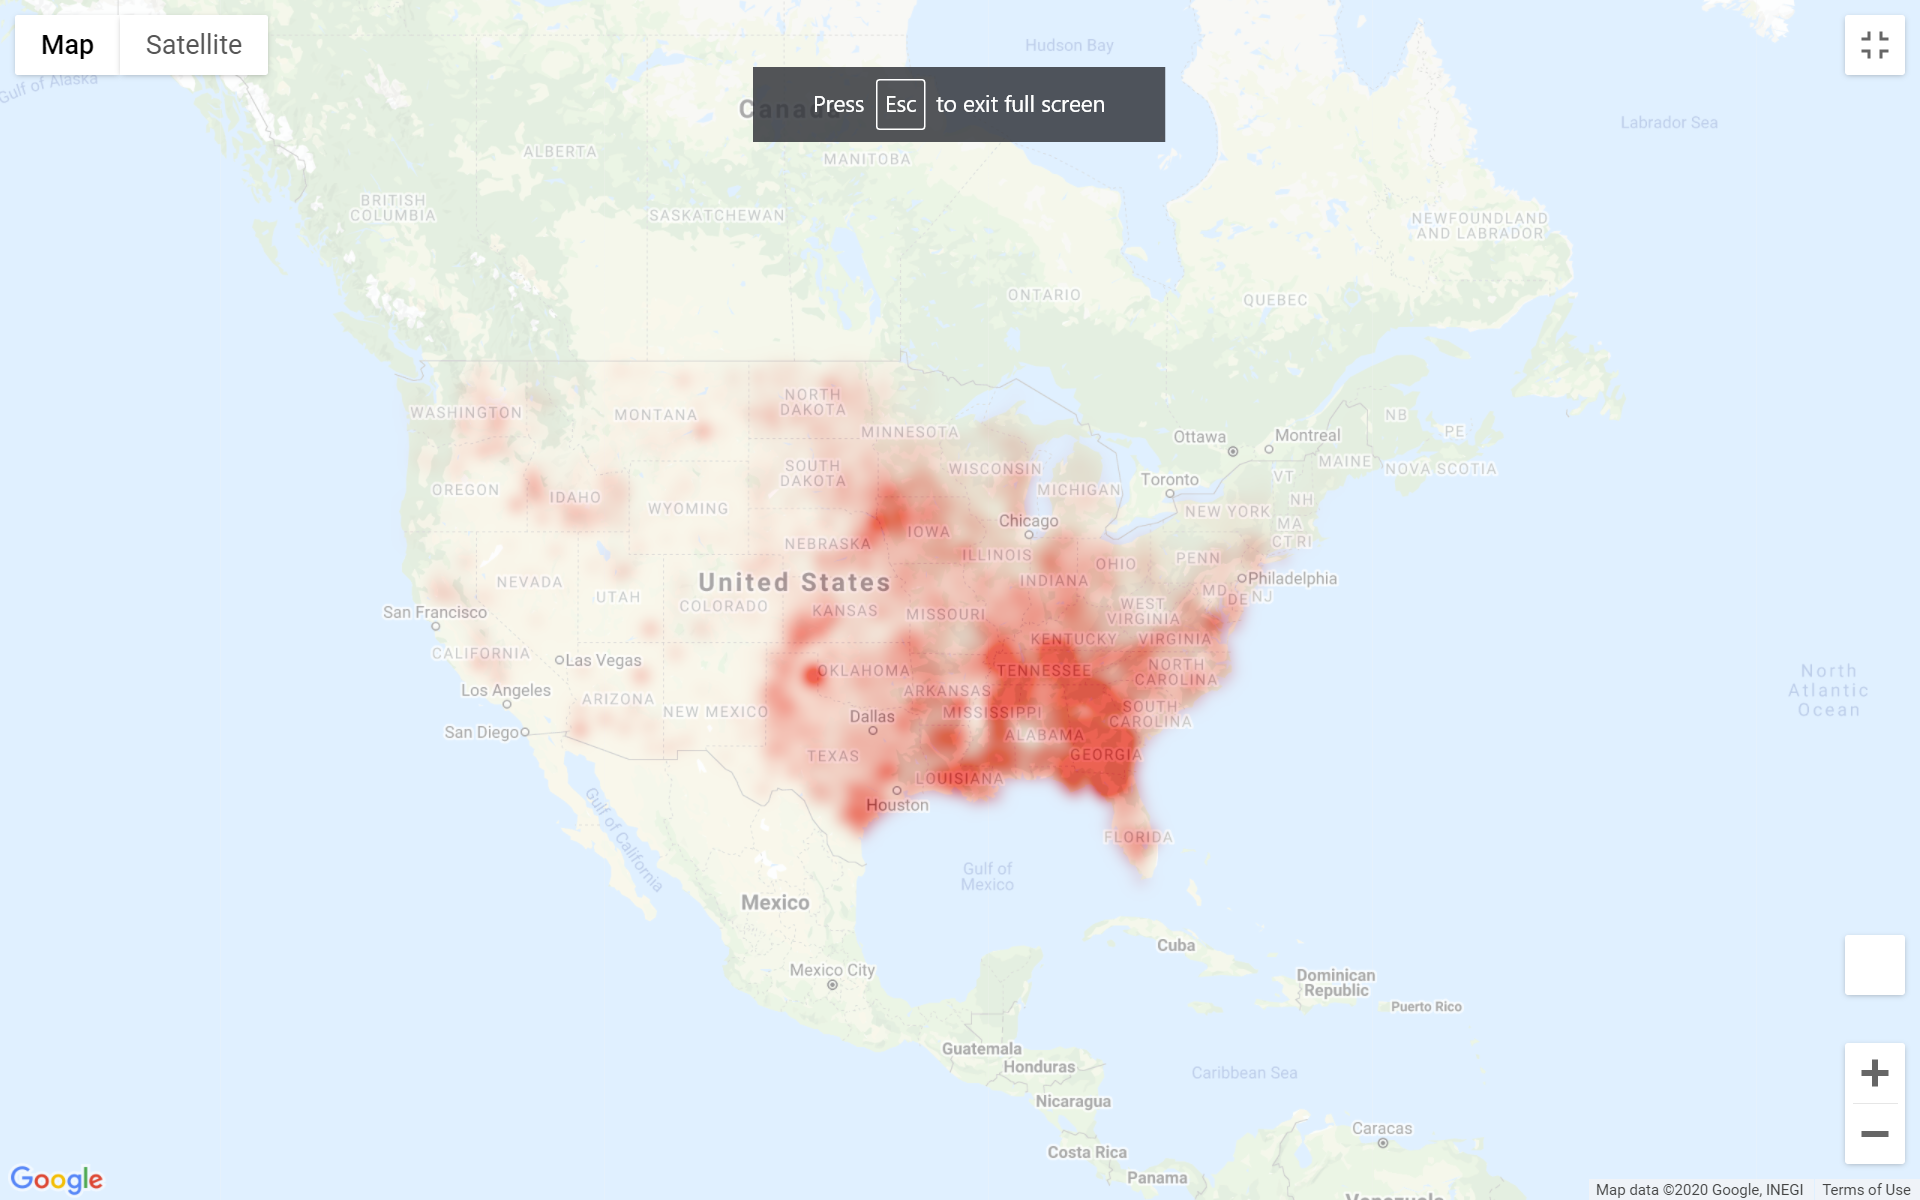 Map
Satellite
Hudson Bay
Gulf of Alaska
Canada
Press Esc to exit full screen
Labrador Sea
ALBERTA
MANITOBA
BRITISH
COLUMBIA
SASKATCHEWAN
NEWFOUNDLAND
AND LABRADOR
ONTARIO
QUEBEC
WASHINGTON
MONTANA
NORTH
DAKOTA
MINNESOTA
Ottawa
Montreal
NB
PE
MAINE
NOVA SCOTIA
VT
NH
OREGON
IDAHO
SOUTH
DAKOTA
WISCONSIN
MICHIGAN
Toronto
WYOMING
NEW YORK
MA
CT RI
Chicago
IOWA
NEBRASKA
ILLINOIS
INDIANA
OHIO
PENN
NEVADA
United States
UTAH
COLORADO
KANSAS
MISSOURI
WEST
VIRGINIA
MD
DE
NJ
Philadelphia
San Francisco
CALIFORNIA
Las Vegas
KENTUCKY
VIRGINIA
OKLAHOMA
TENNESSEE
NORTH
CAROLINA
Los Angeles
ARIZONA
NEW MEXICO
ARKANSAS
MISSISSIPPI
SOUTH
CAROLINA
North
Atlantic
Ocean
San Diego
Dallas
TEXAS
ALABAMA
GEORGIA
LOUISIANA
Houston
Gulf of California
FLORIDA
Gulf of
Mexico
Mexico
Cuba
Mexico City
Dominican
Republic
Puerto Rico
Guatemala
Honduras
Caribbean Sea
Nicaragua
Caracas
Costa Rica
Panama
Venezuela
Google
Map data ©2020 Google, INEGI
Terms of Use